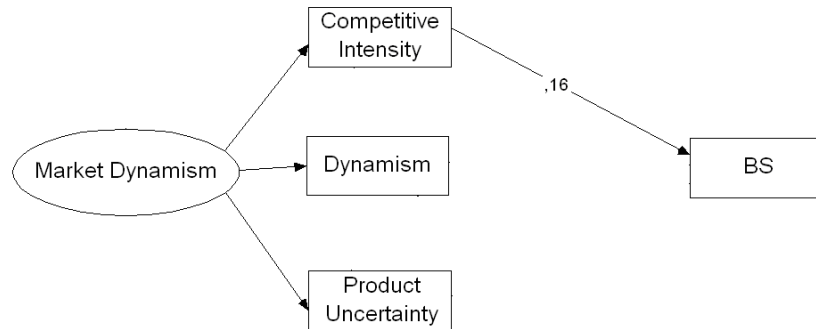 Competitive
Intensity
,16
Market Dynamism
Dynamism
BS
Product
Uncertainty